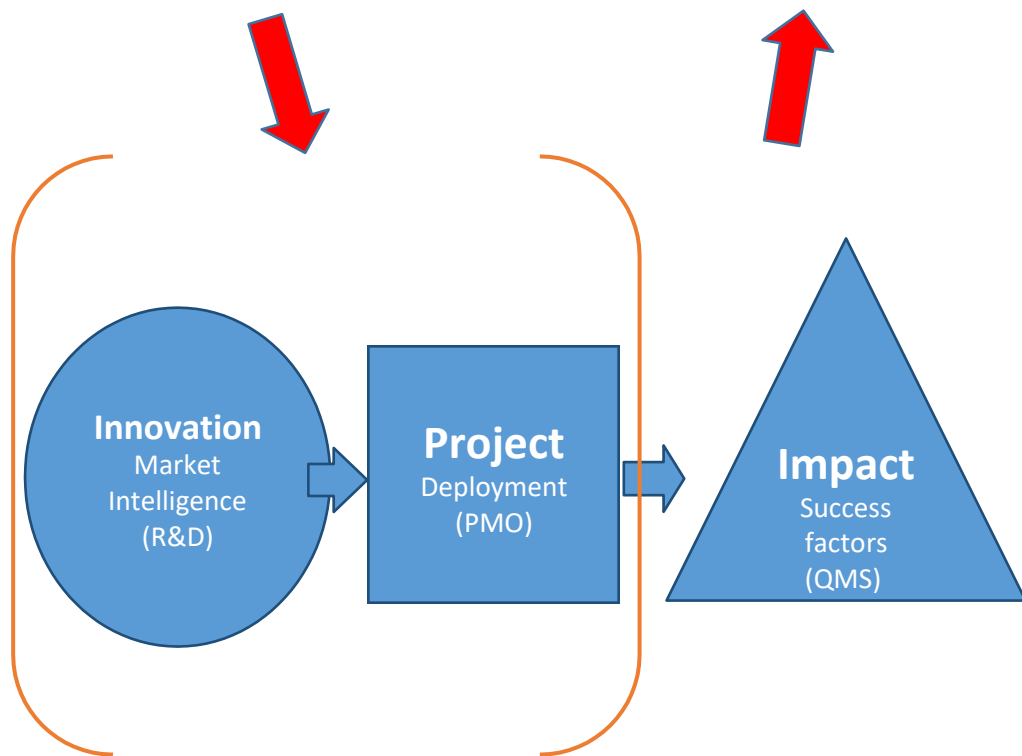 Innovation
Market
Intelligence
(R&D)
Project
Deployment
(PMO)
Impact
Success
factors
(QMS)